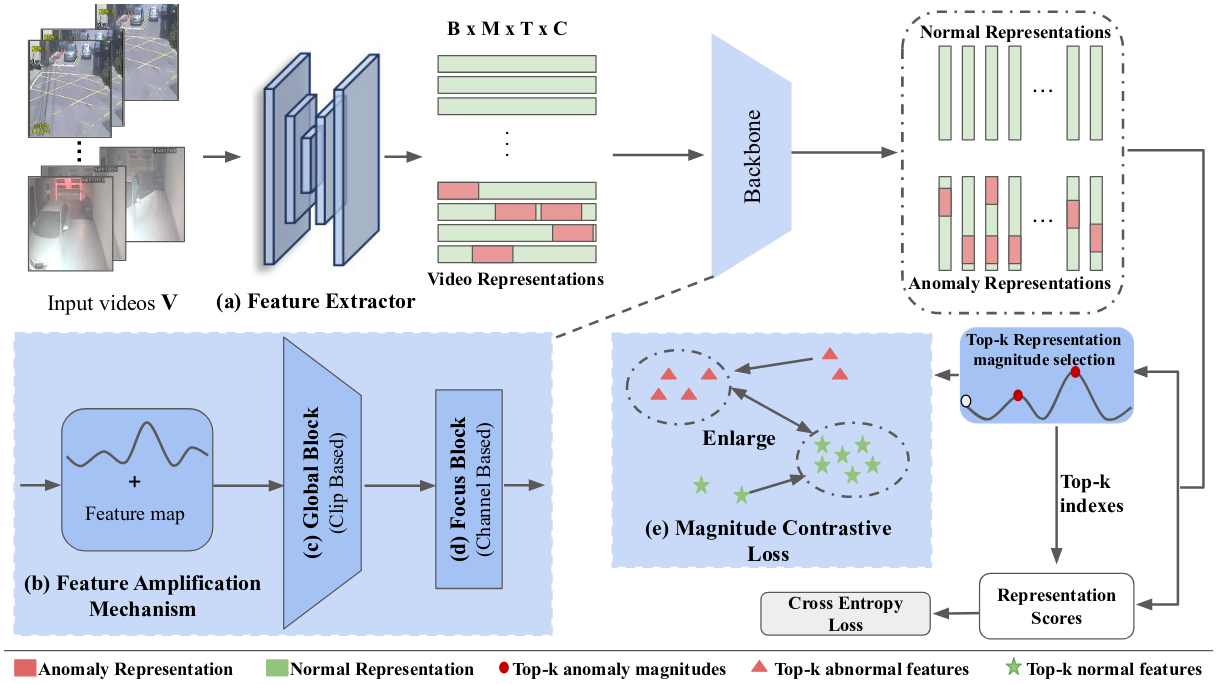 B x M x T x C
Input videos V
(a) Feature Extractor
Video Representations
Backbone
Normal Representations
...
Anomaly Representations
...
Feature map
+
(b) Feature Amplification
Mechanism
(c) Global Block
(Clip Based)
(d) Focus Block
(Channel Based)
Enlarge
(e) Magnitude Contrastive
Loss
Top-k Representation
magnitude selection
Top-k
indexes
Representation
Scores
Cross Entropy
Loss
Anomaly Representation
Normal Representation
Top-k anomaly magnitudes
Top-k abnormal features
Top-k normal features